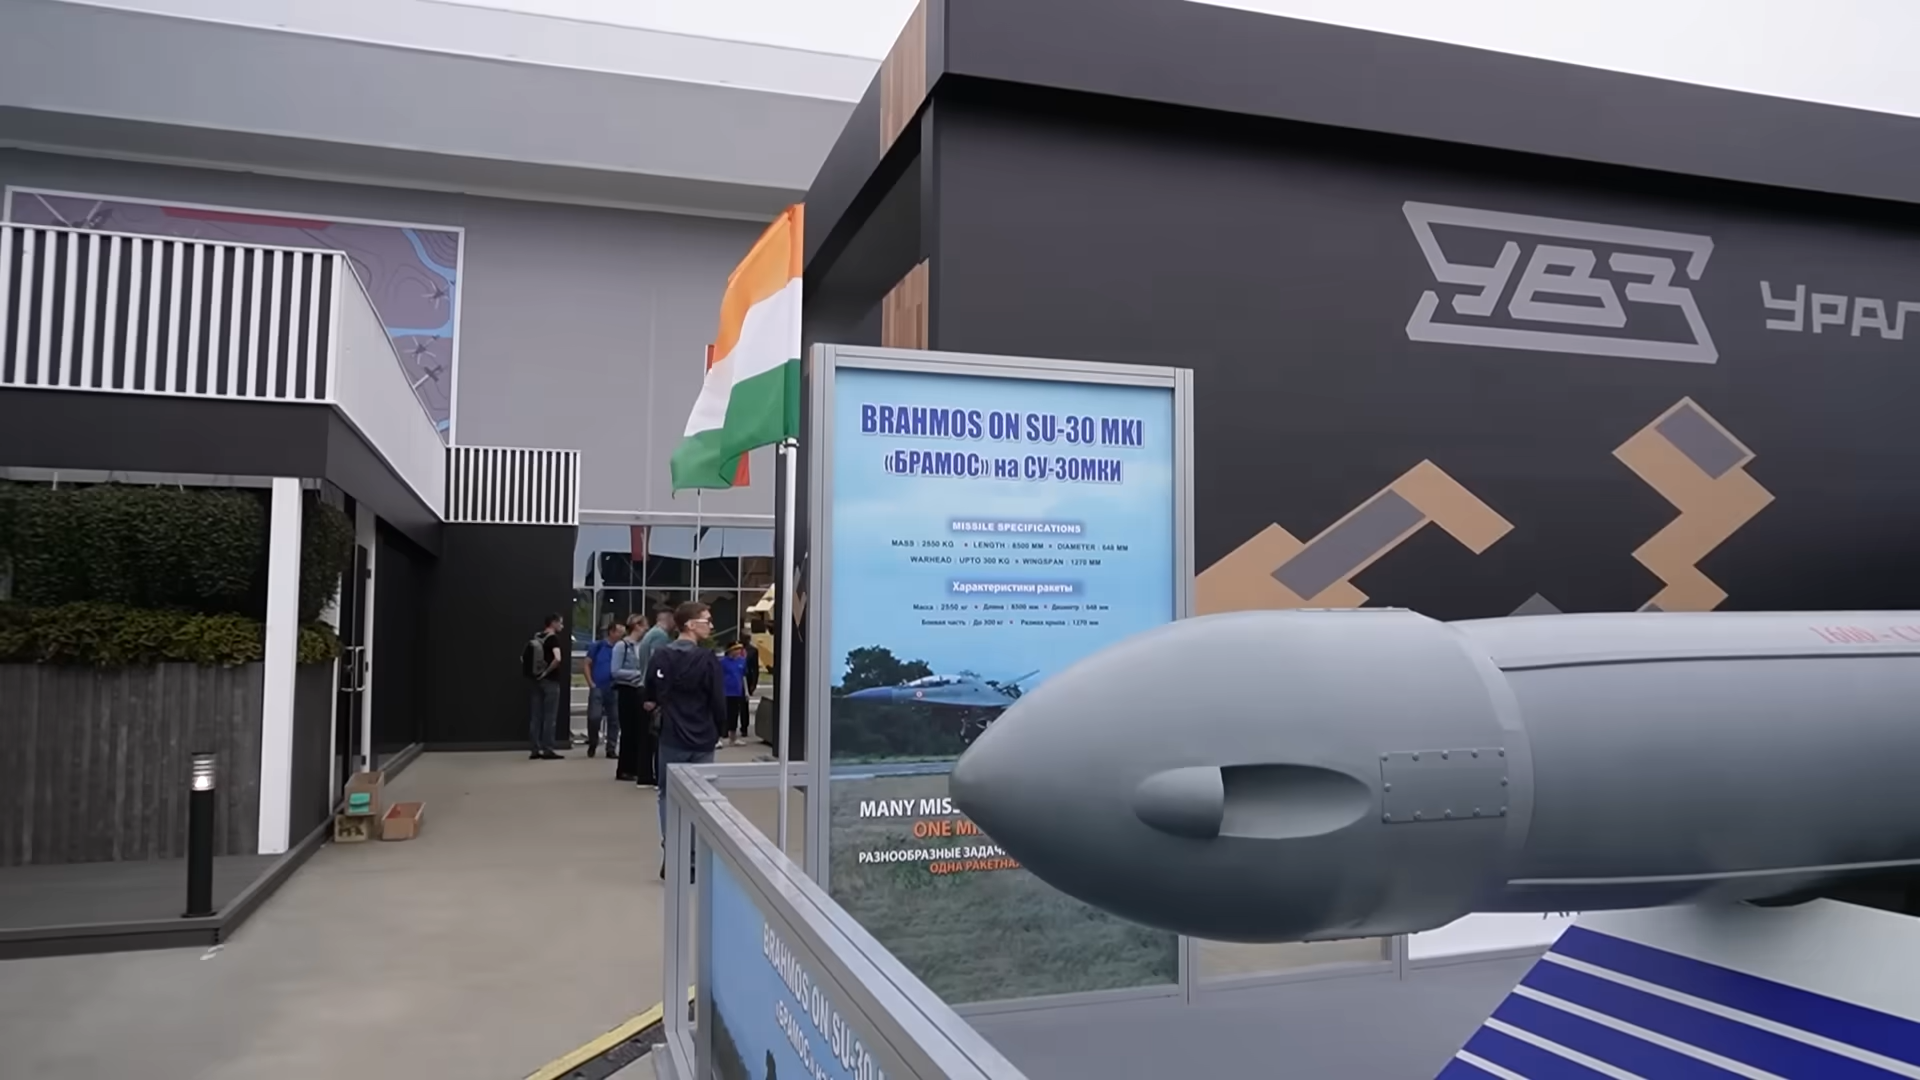 УВЗ
УРАЛ
BRAHMOS ON SU-30 MKI
«БРАМОС» на СУ-30МКИ
MISSILE SPECIFICATIONS
MASS : 2550 KG • LENGTH : 8500 MM • DIAMETER : 648 MM
WARHEAD : UPTO 300 KG • WINGSPAN : 1270 MM
Характеристики ракеты
Масса : 2550 кг • Длина : 8500 мм • Диаметр : 648 мм
Боевая часть : До 300 кг • Размах крыла : 1270 мм
MANY MIS
ONE MI
РАЗНООБРАЗНЫЕ ЗАДАЧ
ОДНА РАКЕТНА
BRAHMOS ON SU-30
«БРАМОС» на